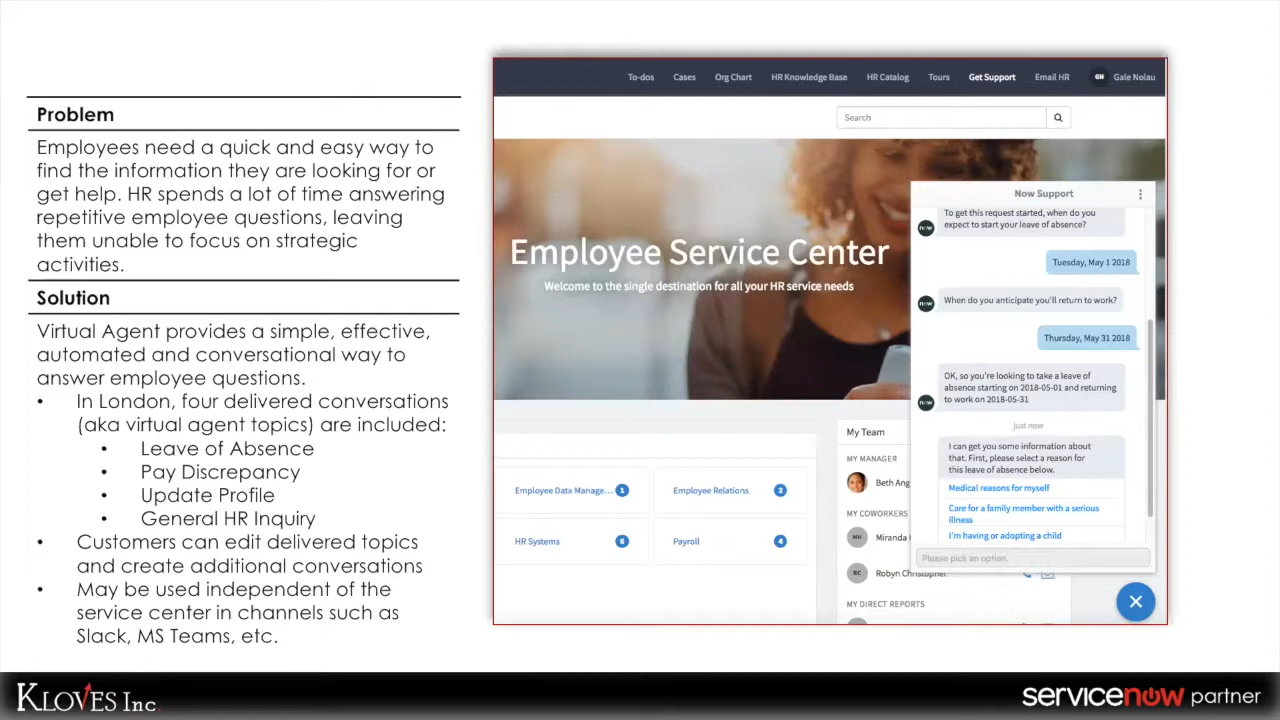 Problem
Employees need a quick and easy way to
find the information they are looking for or
get help. HR spends a lot of time answering
repetitive employee questions, leaving
them unable to focus on strategic
activities.
Solution
Virtual Agent provides a simple, effective,
automated and conversational way to
answer employee questions.
• In London, four delivered conversations
(aka virtual agent topics) are included:
• Leave of Absence
• Pay Discrepancy
• Update Profile
• General HR Inquiry
• Customers can edit delivered topics
and create additional conversations
• May be used independent of the
service center in channels such as
Slack, MS Teams, etc.
To-dos Cases Org Chart HR Knowledge Base HR Catalog Tours Get Support Email HR GN Gale Nolau
Search
Employee Service Center
Welcome to the single destination for all your HR service needs
Employee Data Manage... 1
Employee Relations 2
HR Systems 6
Payroll 4
My Team
MY MANAGER
Beth Ang
MY COWORKERS
MH Miranda
RC Robyn Christopher
MY DIRECT REPORTS
Now Support
now To get this request started, when do you
expect to start your leave of absence?
Tuesday, May 1 2018
now When do you anticipate you'll return to work?
Thursday, May 31 2018
OK, so you're looking to take a leave of
absence starting on 2018-05-01 and returning
now to work on 2018-05-31
just now
I can get you some information about
that. First, please select a reason for
this leave of absence below.
Medical reasons for myself
Care for a family member with a serious
illness
I'm having or adopting a child
Please pick an option.
KLOVES Inc.
servicenow partner